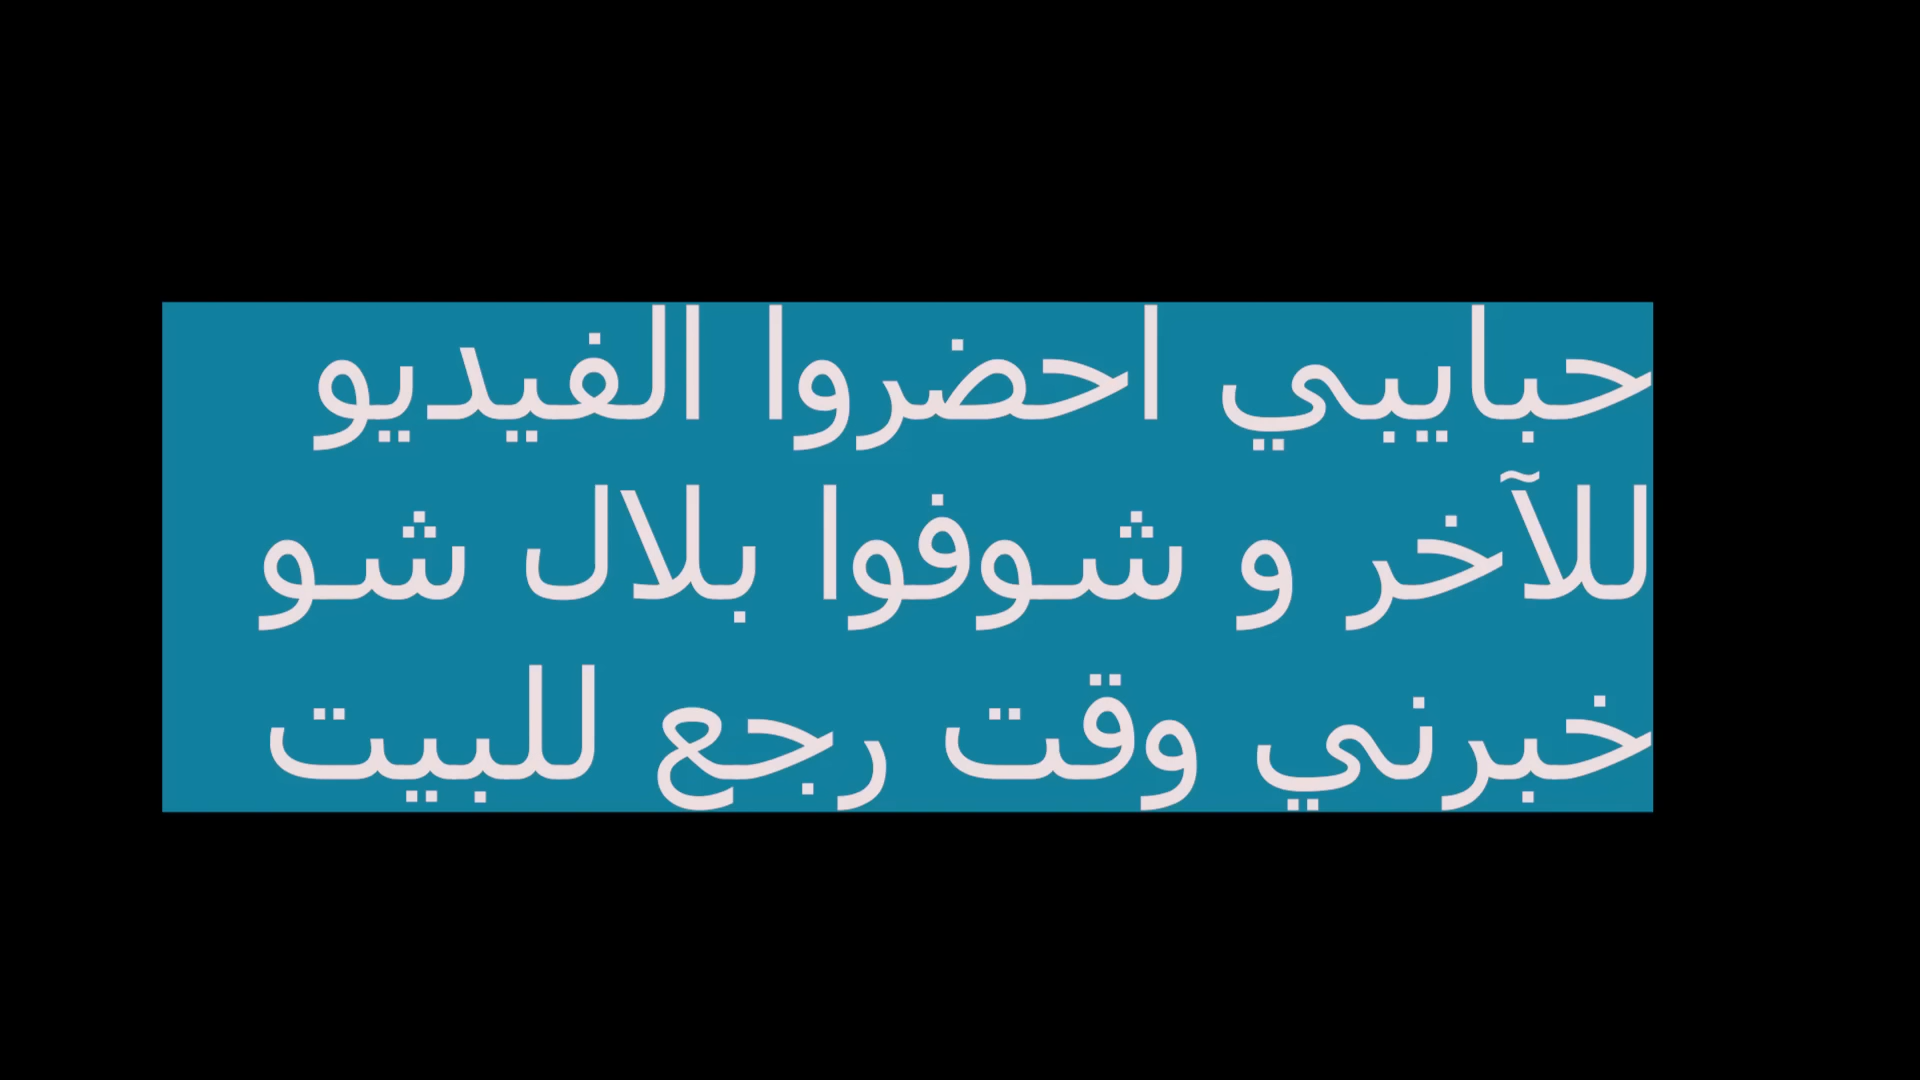 حبايبي احضروا الفيديو
للآخر و شوفوا بلال شو
خبرني وقت رجع للبيت